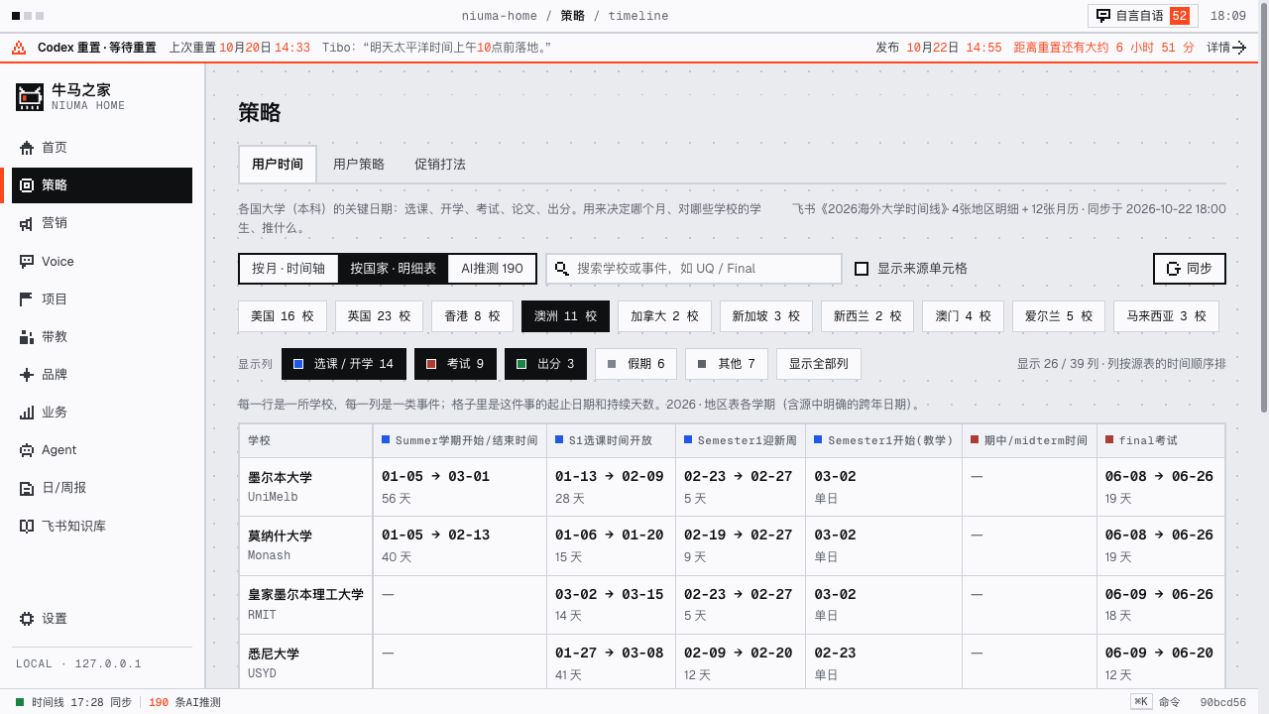 niuma-home / 策略 / timeline
自言自语 52
18:09
Codex 重置·等待重置 上次重置 10月20日 14:33 Tibo：“明天太平洋时间上午10点前落地。”
发布 10月22日 14:55 距离重置还有大约 6 小时 51 分 详情→
牛马之家
NIUMA HOME
首页
策略
营销
Voice
项目
带教
品牌
业务
Agent
日/周报
飞书知识库
设置
LOCAL · 127.0.0.1
策略
用户时间 用户策略 促销打法
各国大学（本科）的关键日期：选课、开学、考试、论文、出分。用来决定哪个月、对哪些学校的学
生、推什么。
飞书《2026海外大学时间线》· 4张地区明细 + 12张月历 · 同步于 2026-10-22 18:00
按月·时间轴 按国家·明细表 AI推测 190 搜索学校或事件，如 UQ / Final 显示来源单元格 同步
美国 16 校 英国 23 校 香港 8 校 澳洲 11 校 加拿大 2 校 新加坡 3 校 新西兰 2 校 澳门 4 校 爱尔兰 5 校 马来西亚 3 校
显示列 选课 / 开学 14 考试 9 出分 3 假期 6 其他 7 显示全部列 显示 26 / 39 列 · 列按源表的时间顺序排
每一行是一所学校，每一列是一类事件；格子里是这件事的起止日期和持续天数。2026 · 地区表各学期（含源中明确的跨年日期）。
学校 Summer学期开始/结束时间 S1选课时间开放 Semester1迎新周 Semester1开始(教学) 期中/midterm时间 final考试
墨尔本大学 01-05 → 03-01 01-13 → 02-09 02-23 → 02-27 03-02 — 06-08 → 06-26
UniMelb 56 天 28 天 5 天 单日 19 天
莫纳什大学 01-05 → 02-13 01-06 → 01-20 02-19 → 02-27 03-02 — 06-08 → 06-26
Monash 40 天 15 天 9 天 单日 19 天
皇家墨尔本理工大学 — 03-02 → 03-15 02-23 → 02-27 03-02 — 06-09 → 06-26
RMIT 14 天 5 天 单日 18 天
悉尼大学 — 01-27 → 03-08 02-09 → 02-20 02-23 — 06-09 → 06-20
USYD 41 天 12 天 单日 12 天
时间线 17:28 同步 190 条AI推测
⌘K 命令 90bcd56